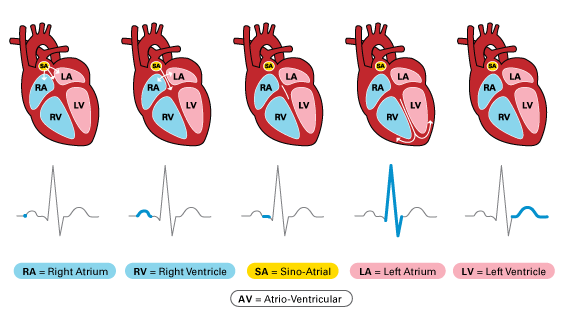 SA
LA
RA
LV
RV
SA
LA
RA
LV
RV
SA
LA
RA
LV
RV
SA
LA
RA
LV
RV
SA
LA
RA
LV
RV
RA = Right Atrium
RV = Right Ventricle
SA = Sino-Atrial
LA = Left Atrium
LV = Left Ventricle
AV = Atrio-Ventricular